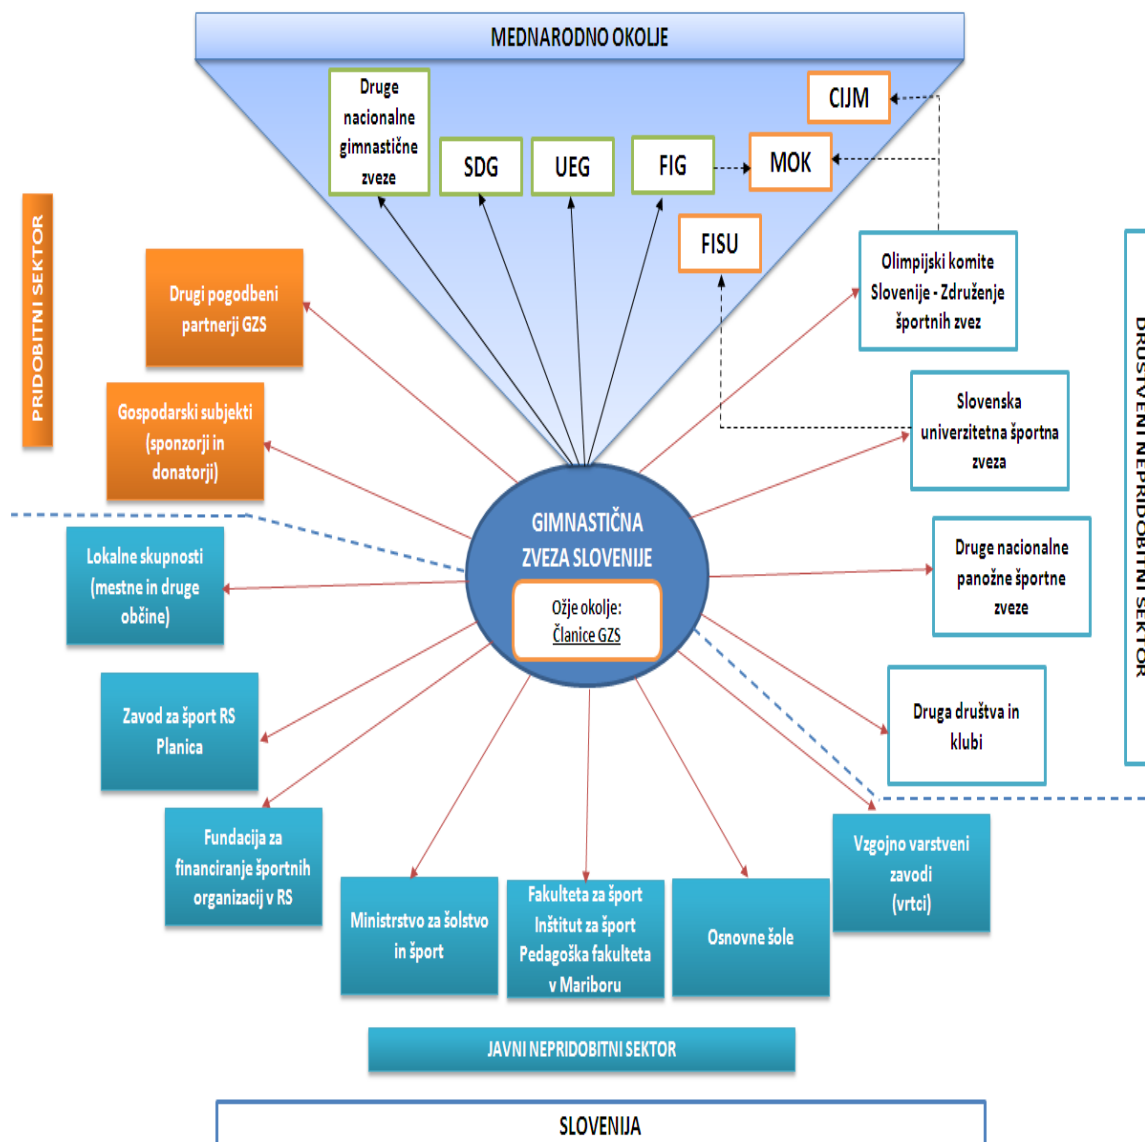 MEDNARODNO OKOLJE
Druge
nacionalne
gimnastične
zveze
SDG
UEG
FIG
MOK
CIJM
FISU
PRIDOBITNI SEKTOR
Drugi pogodbeni
partnerji GZS
Gospodarski subjekti
(sponzorji in
donatorji)
Olimpijski komite
Slovenije - Združenje
športnih zvez
Slovenska
univerzitetna športna
zveza
Druge nacionalne
panožne športne
zveze
Druga društva in
klubi
DRUŠTVENI NEPRIDOBITNI SEKTOR
GIMNASTIČNA
ZVEZA SLOVENIJE
Ožje okolje:
Članice GZS
Lokalne skupnosti
(mestne in druge
občine)
Zavod za šport RS
Planica
Fundacija za
financiranje športnih
organizacij v RS
Ministrstvo za šolstvo
in šport
Fakulteta za šport
Inštitut za šport
Pedagoška fakulteta
v Mariboru
Osnovne šole
Vzgojno varstveni
zavodi
(vrtci)
JAVNI NEPRIDOBITNI SEKTOR
SLOVENIJA